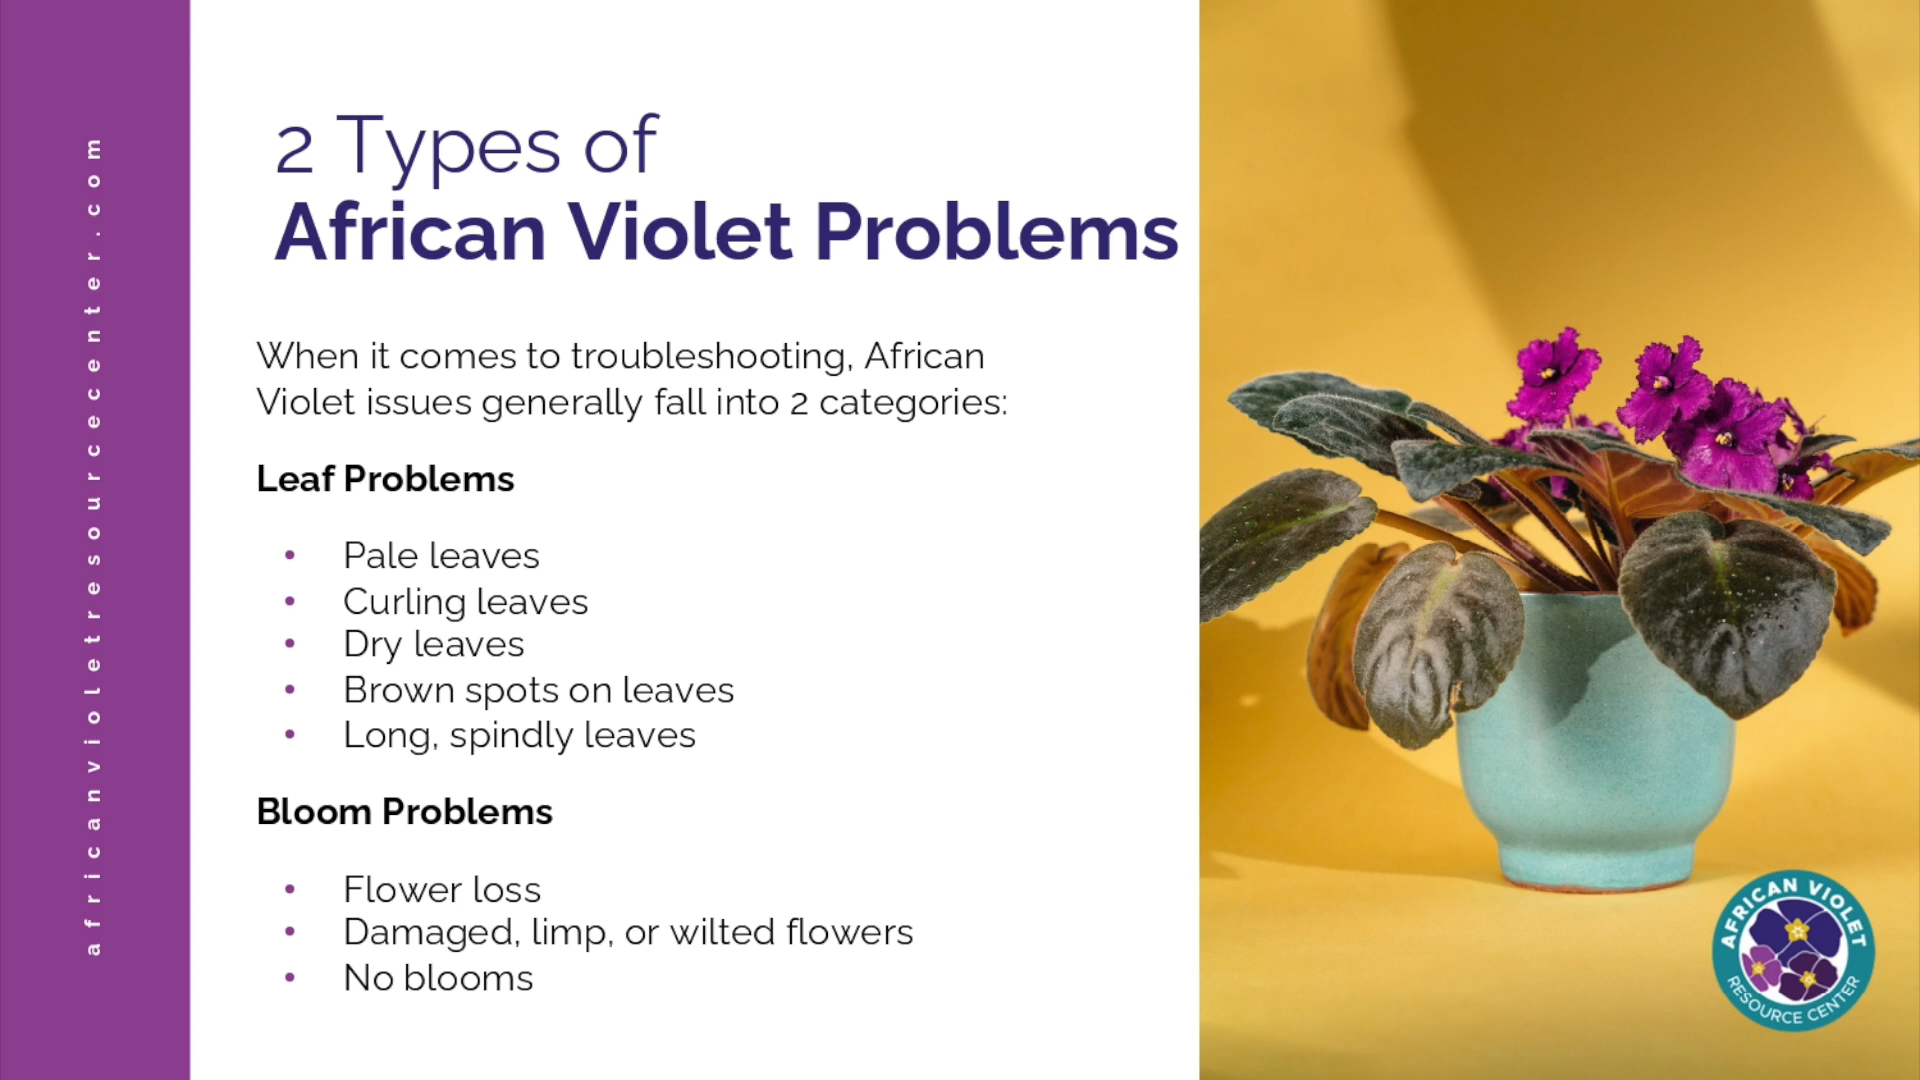 africanvioletresourcecenter.com
2 Types of
African Violet Problems
When it comes to troubleshooting, African
Violet issues generally fall into 2 categories:
Leaf Problems
• Pale leaves
• Curling leaves
• Dry leaves
• Brown spots on leaves
• Long, spindly leaves
Bloom Problems
• Flower loss
• Damaged, limp, or wilted flowers
• No blooms
AFRICAN VIOLET
RESOURCE CENTER